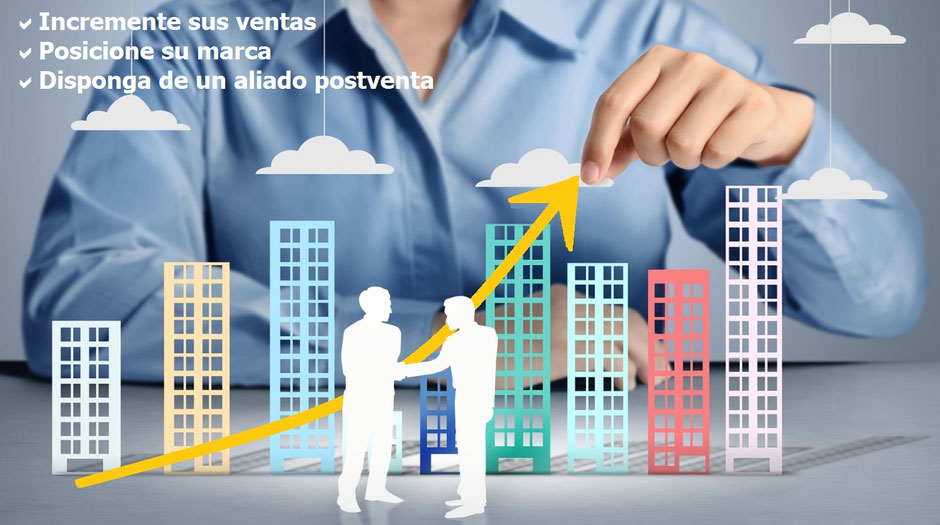 ✓ Incremente sus ventas
✓ Posicione su marca
✓ Disponga de un aliado postventa